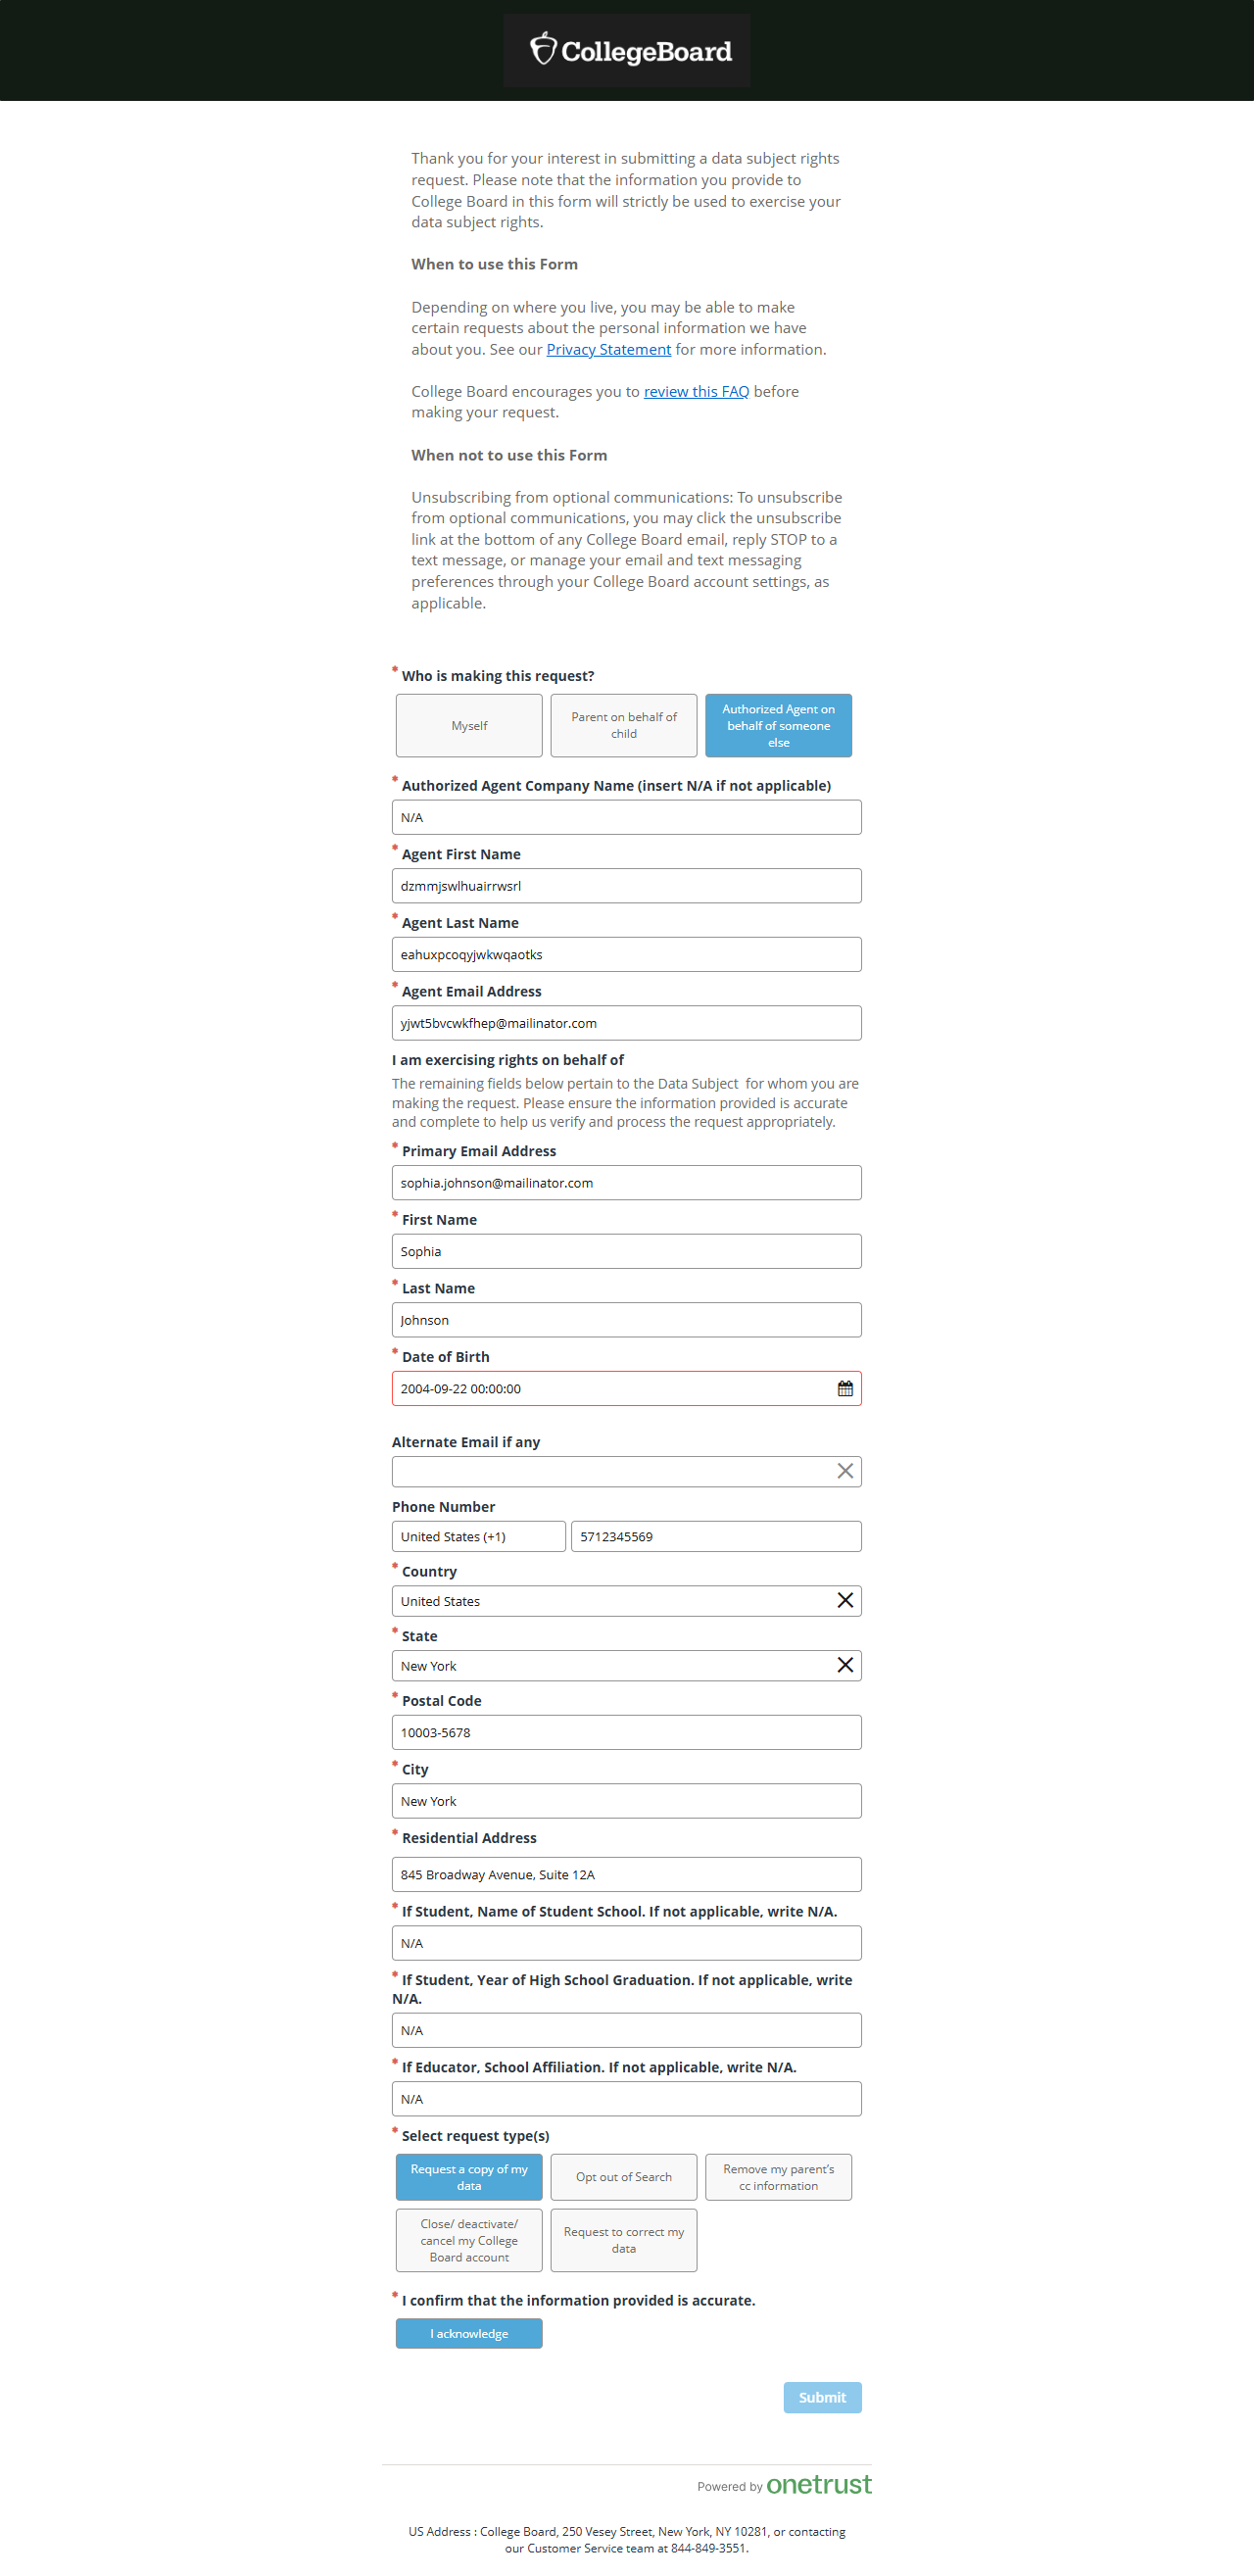 CollegeBoard
Thank you for your interest in submitting a data subject rights
request. Please note that the information you provide to
College Board in this form will strictly be used to exercise your
data subject rights.
When to use this Form
Depending on where you live, you may be able to make
certain requests about the personal information we have
about you. See our Privacy Statement for more information.
College Board encourages you to review this FAQ before
making your request.
When not to use this Form
Unsubscribing from optional communications: To unsubscribe
from optional communications, you may click the unsubscribe
link at the bottom of any College Board email, reply STOP to a
text message, or manage your email and text messaging
preferences through your College Board account settings, as
applicable.
* Who is making this request?
Myself
Parent on behalf of
child
Authorized Agent on
behalf of someone
else
* Authorized Agent Company Name (insert N/A if not applicable)
N/A
* Agent First Name
dzmmjswlhuairrwsrl
* Agent Last Name
eahuxpcoqyjwkwqaotks
* Agent Email Address
yjwt5bvcwkfhep@mailinator.com
I am exercising rights on behalf of
The remaining fields below pertain to the Data Subject for whom you are
making the request. Please ensure the information provided is accurate
and complete to help us verify and process the request appropriately.
* Primary Email Address
sophia.johnson@mailinator.com
* First Name
Sophia
* Last Name
Johnson
* Date of Birth
2004-09-22 00:00:00
Alternate Email if any
Phone Number
United States (+1) 5712345569
* Country
United States
* State
New York
* Postal Code
10003-5678
* City
New York
* Residential Address
845 Broadway Avenue, Suite 12A
* If Student, Name of Student School. If not applicable, write N/A.
N/A
* If Student, Year of High School Graduation. If not applicable, write
N/A.
N/A
* If Educator, School Affiliation. If not applicable, write N/A.
N/A
* Select request type(s)
Request a copy of my
data
Opt out of Search
Remove my parent's
cc information
Close/ deactivate/
cancel my College
Board account
Request to correct my
data
* I confirm that the information provided is accurate.
I acknowledge
Submit
Powered by onetrust
US Address : College Board, 250 Vesey Street, New York, NY 10281, or contacting
our Customer Service team at 844-849-3551.